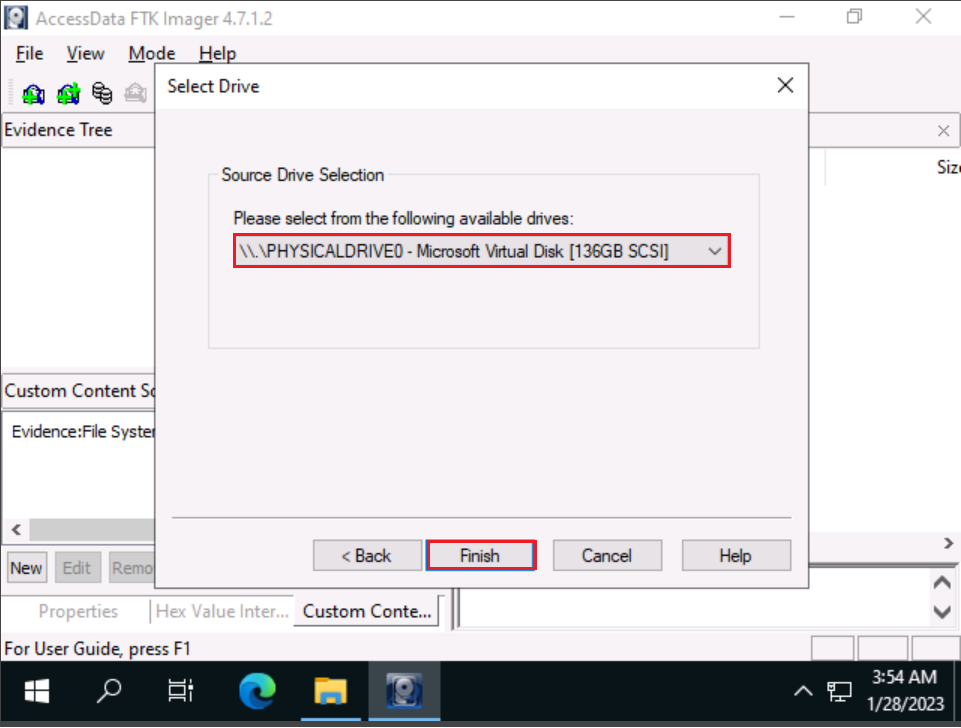 AccessData FTK Imager 4.7.1.2
File View Mode Help
Select Drive
Evidence Tree
Size
Source Drive Selection
Please select from the following available drives:
\\.\PHYSICALDRIVE0 - Microsoft Virtual Disk [136GB SCSI]
Custom Content So
Evidence:File System
< Back Finish Cancel Help
New Edit Remo
Properties Hex Value Inter... Custom Conte...
For User Guide, press F1
3:54 AM
1/28/2023